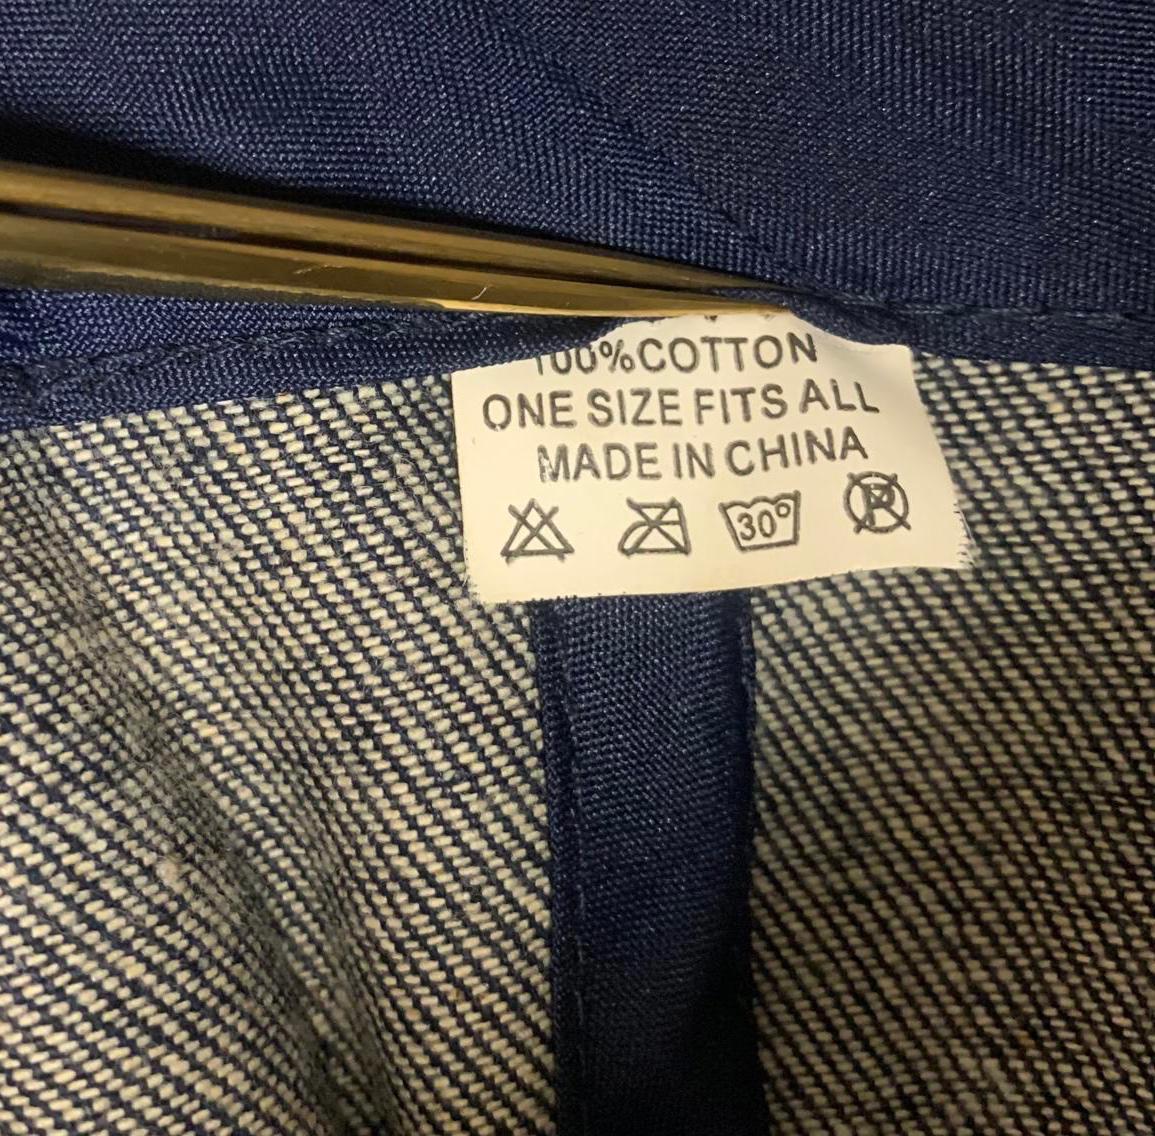 100%COTTON
ONE SIZE FITS ALL
MADE IN CHINA
30° P